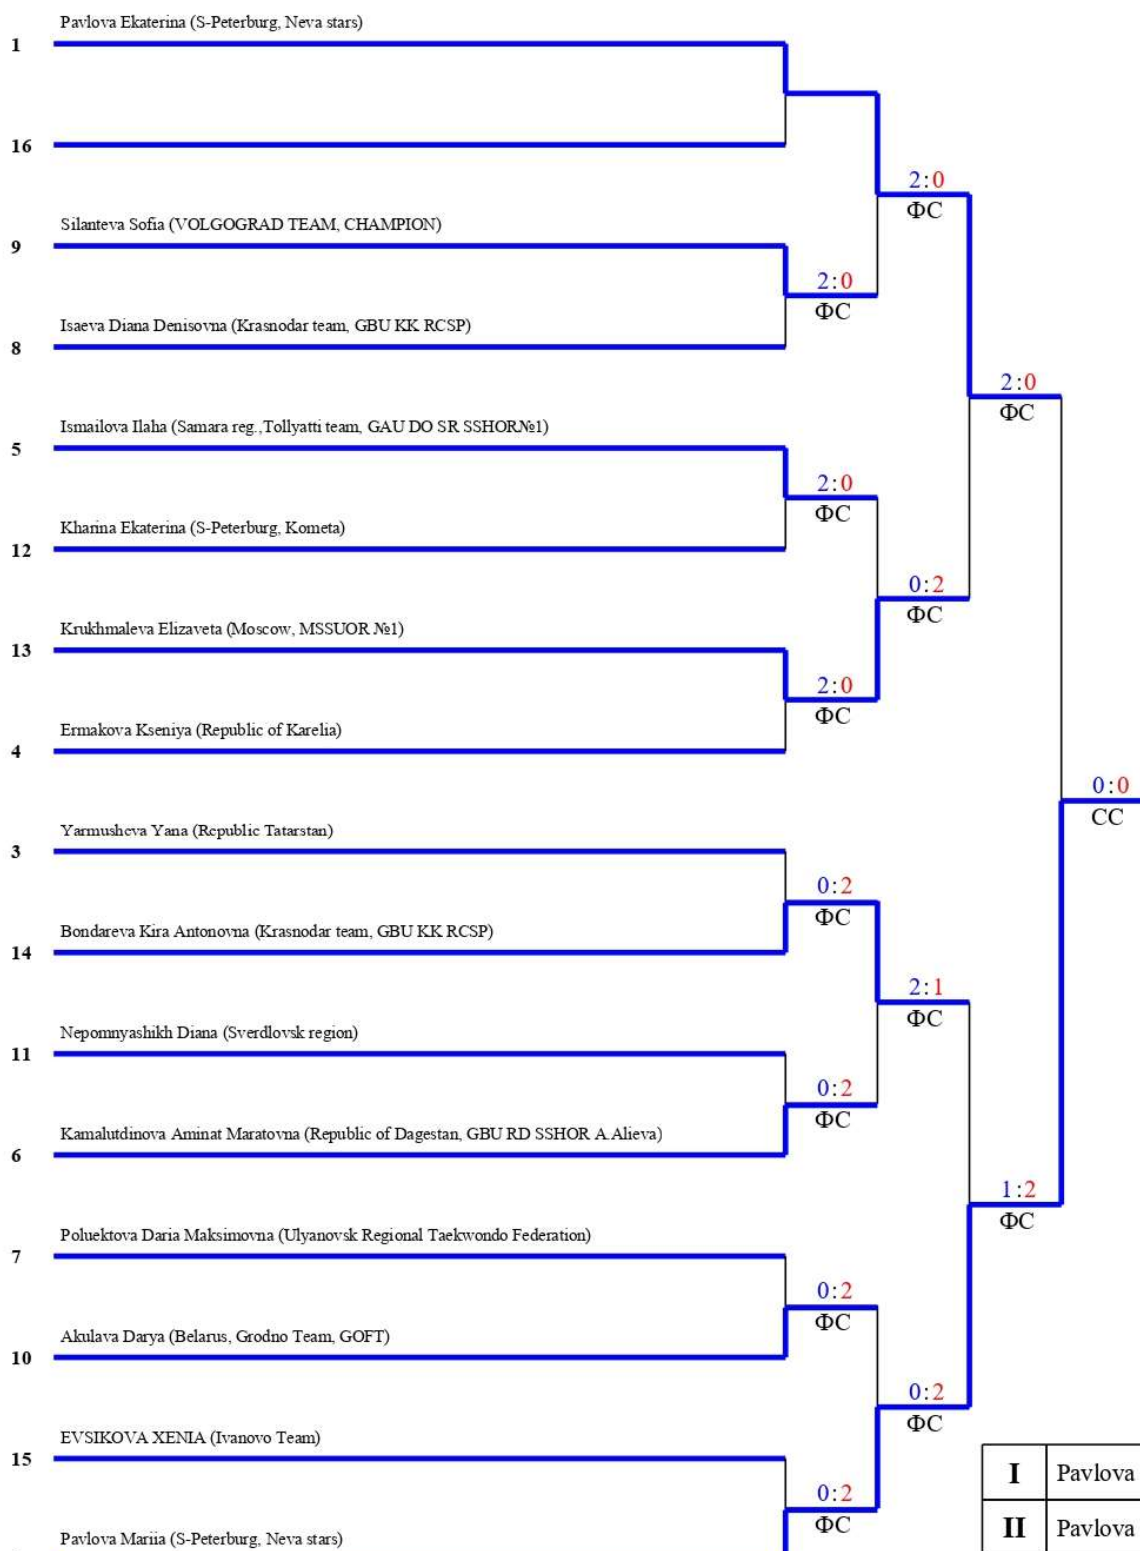 Pavlova Ekaterina (S-Peterburg, Neva stars)
1
16
2:0
ФС
Silanteva Sofia (VOLGOGRAD TEAM, CHAMPION)
9
2:0
ФС
Isaeva Diana Denisovna (Krasnodar team, GBU KK RCSP)
8
2:0
ФС
Ismailova Ilaha (Samara reg.,Tollyatti team, GAU DO SR SSHOR№1)
5
2:0
ФС
Kharina Ekaterina (S-Peterburg, Kometa)
12
0:2
ФС
Krukhmaleva Elizaveta (Moscow, MSSUOR №1)
13
2:0
ФС
Ermakova Kseniya (Republic of Karelia)
4
0:0
СС
Yarmusheva Yana (Republic Tatarstan)
3
0:2
ФС
Bondareva Kira Antonovna (Krasnodar team, GBU KK RCSP)
14
2:1
ФС
Nepomnyashikh Diana (Sverdlovsk region)
11
0:2
ФС
Kamalutdinova Aminat Maratovna (Republic of Dagestan, GBU RD SSHOR A.Alieva)
6
1:2
ФС
Poluektova Daria Maksimovna (Ulyanovsk Regional Taekwondo Federation)
7
0:2
ФС
Akulava Darya (Belarus, Grodno Team, GOFT)
10
0:2
ФС
EVSIKOVA XENIA (Ivanovo Team)
15
I Pavlova
0:2
ФС
II Pavlova
Pavlova Mariia (S-Peterburg, Neva stars)